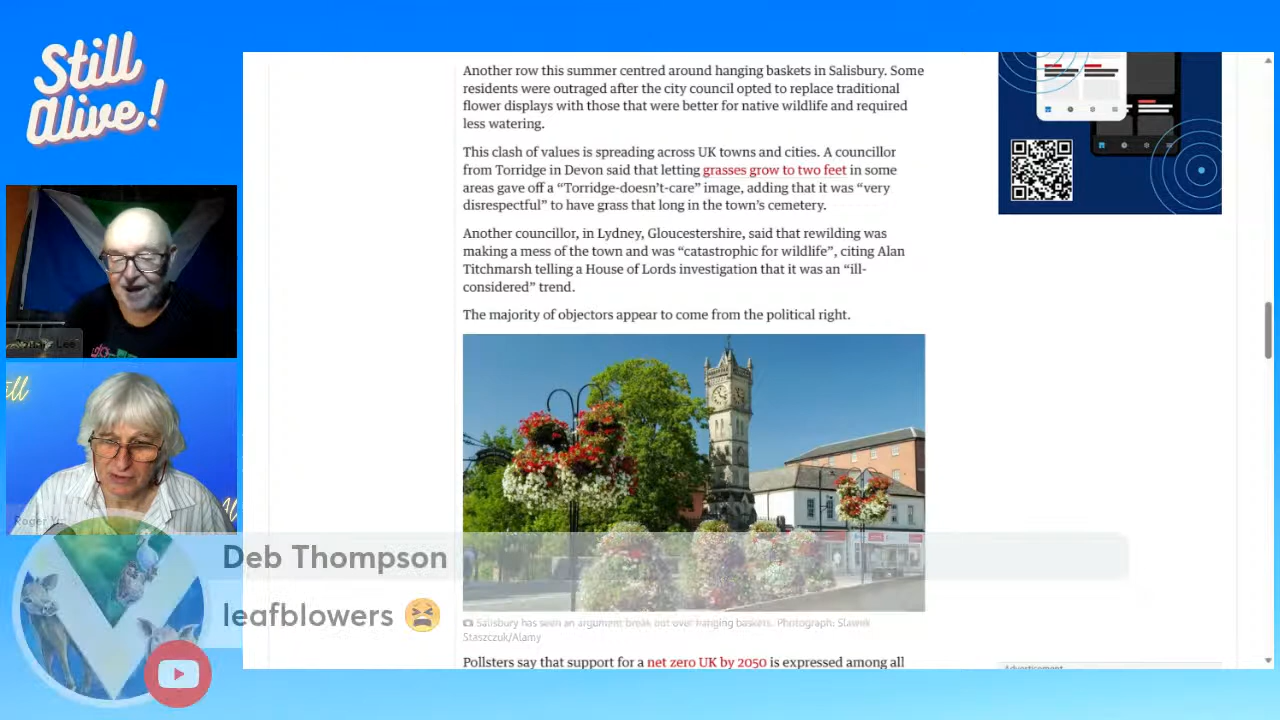 Still
Alive!
Another row this summer centred around hanging baskets in Salisbury. Some
residents were outraged after the city council opted to replace traditional
flower displays with those that were better for native wildlife and required
less watering.
This clash of values is spreading across UK towns and cities. A councillor
from Torridge in Devon said that letting grasses grow to two feet in some
areas gave off a “Torridge-doesn’t-care” image, adding that it was “very
disrespectful” to have grass that long in the town’s cemetery.
Another councillor, in Lydney, Gloucestershire, said that rewilding was
making a mess of the town and was “catastrophic for wildlife”, citing Alan
Titchmarsh telling a House of Lords investigation that it was an “ill-
considered” trend.
The majority of objectors appear to come from the political right.
Lee
ill
Roger
Deb Thompson
leafblowers 😫
Salisbury has seen an argument break out over hanging baskets. Photograph: Slawek
Staszczuk/Alamy
Pollsters say that support for a net zero UK by 2050 is expressed among all
Advertisement